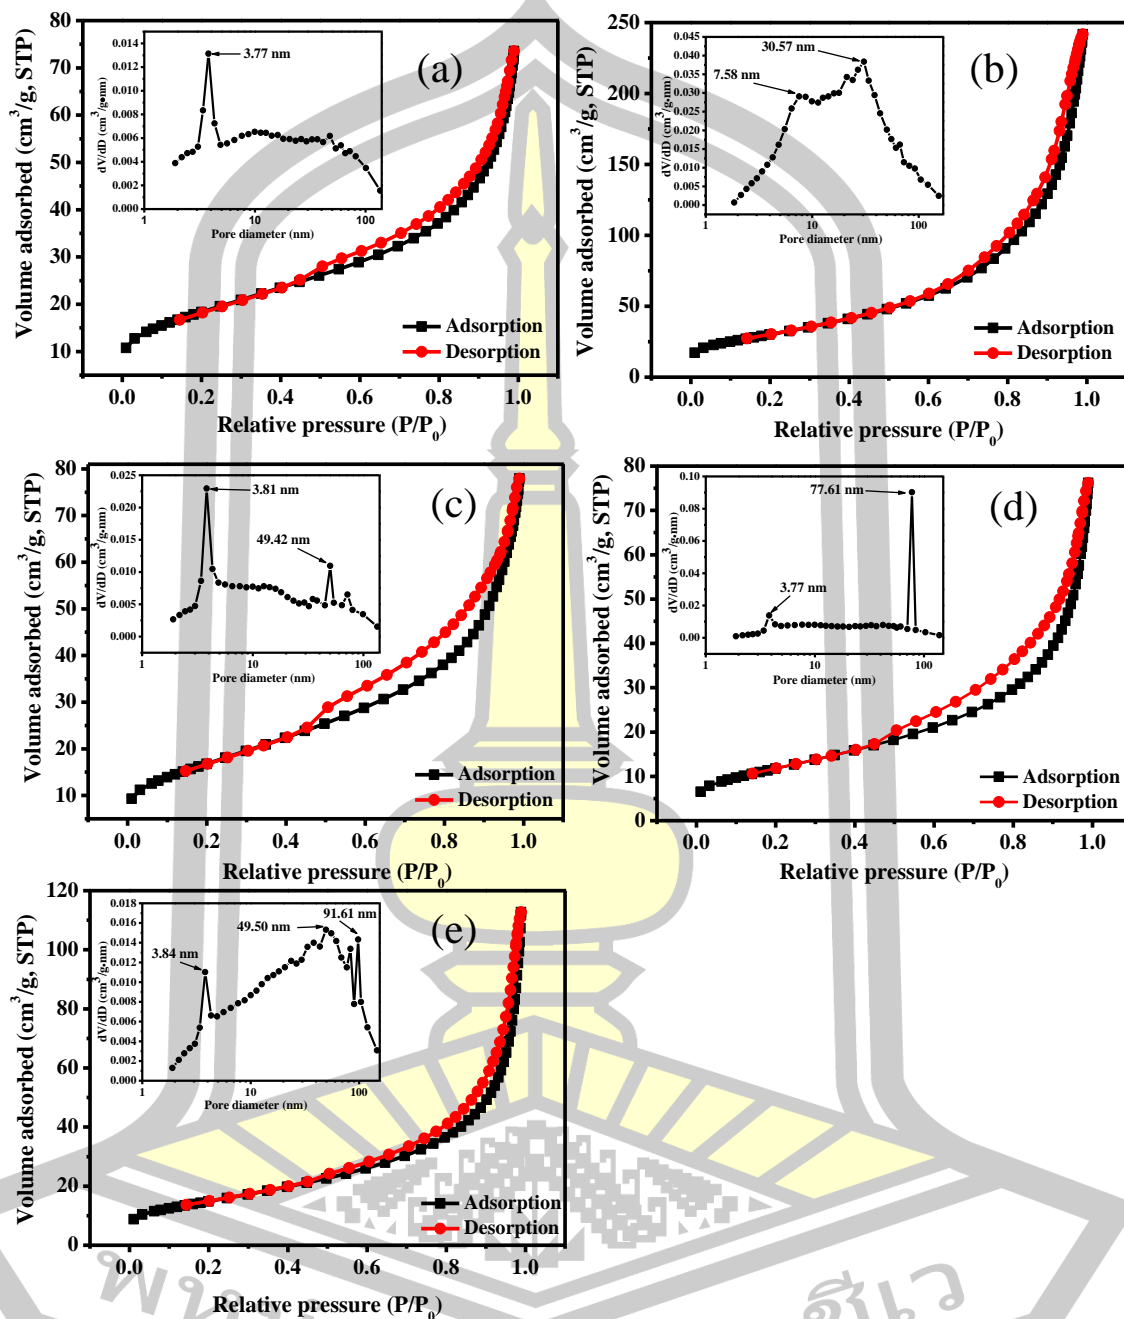 (a)
Volume adsorbed (cm³/g, STP)
80
70
60
50
40
30
20
10
0.0 0.2 0.4 0.6 0.8 1.0
Relative pressure (P/P₀)
Adsorption
Desorption
dV/dD (cm³/g•nm)
0.014
0.012
0.010
0.008
0.006
0.004
0.002
0.000
1 10 100
Pore diameter (nm)
3.77 nm
(b)
Volume adsorbed (cm³/g, STP)
250
200
150
100
50
0
0.0 0.2 0.4 0.6 0.8 1.0
Relative pressure (P/P₀)
Adsorption
Desorption
dV/dD (cm³/g•nm)
0.045
0.040
0.035
0.030
0.025
0.020
0.015
0.010
0.005
0.000
1 10 100
Pore diameter (nm)
7.58 nm
30.57 nm
(c)
Volume adsorbed (cm³/g, STP)
80
70
60
50
40
30
20
10
0.0 0.2 0.4 0.6 0.8 1.0
Relative pressure (P/P₀)
Adsorption
Desorption
dV/dD (cm³/g•nm)
0.025
0.020
0.015
0.010
0.005
0.000
1 10 100
Pore diameter (nm)
3.81 nm
49.42 nm
(d)
Volume adsorbed (cm³/g, STP)
80
70
60
50
40
30
20
10
0
0.0 0.2 0.4 0.6 0.8 1.0
Relative pressure (P/P₀)
Adsorption
Desorption
dV/dD (cm³/g•nm)
0.10
0.08
0.06
0.04
0.02
0.00
1 10 100
Pore diameter (nm)
77.61 nm
3.77 nm
(e)
Volume adsorbed (cm³/g, STP)
120
100
80
60
40
20
0
0.0 0.2 0.4 0.6 0.8 1.0
Relative pressure (P/P₀)
Adsorption
Desorption
dV/dD (cm³/g•nm)
0.018
0.016
0.014
0.012
0.010
0.008
0.006
0.004
0.002
0.000
1 10 100
Pore diameter (nm)
3.84 nm
49.50 nm
91.61 nm